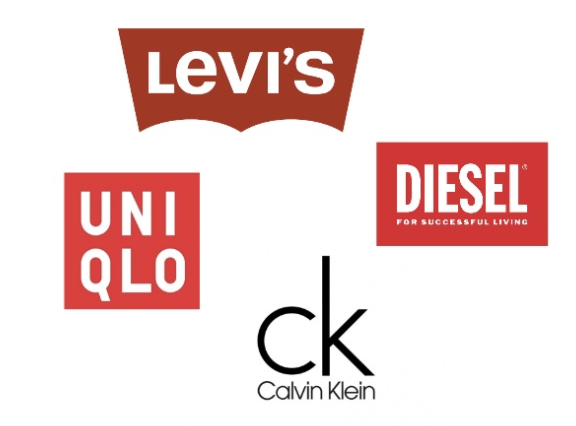 Levi's
DIESEL®
FOR SUCCESSFUL LIVING
UNI
QLO
ck
Calvin Klein